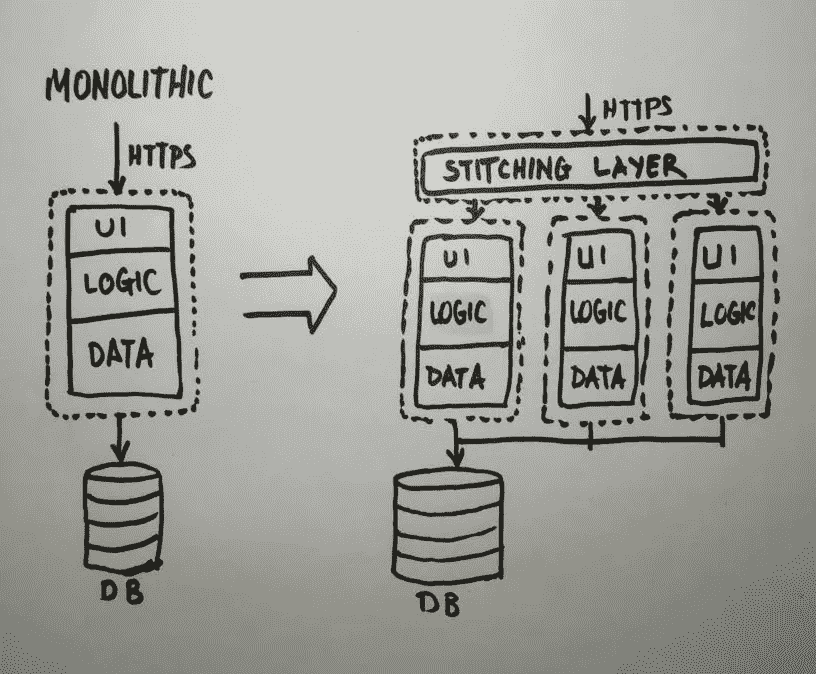 MONOLITHIC
HTTPS
UI
LOGIC
DATA
DB
HTTPS
STITCHING LAYER
UI
LOGIC
DATA
UI
LOGIC
DATA
UI
LOGIC
DATA
DB